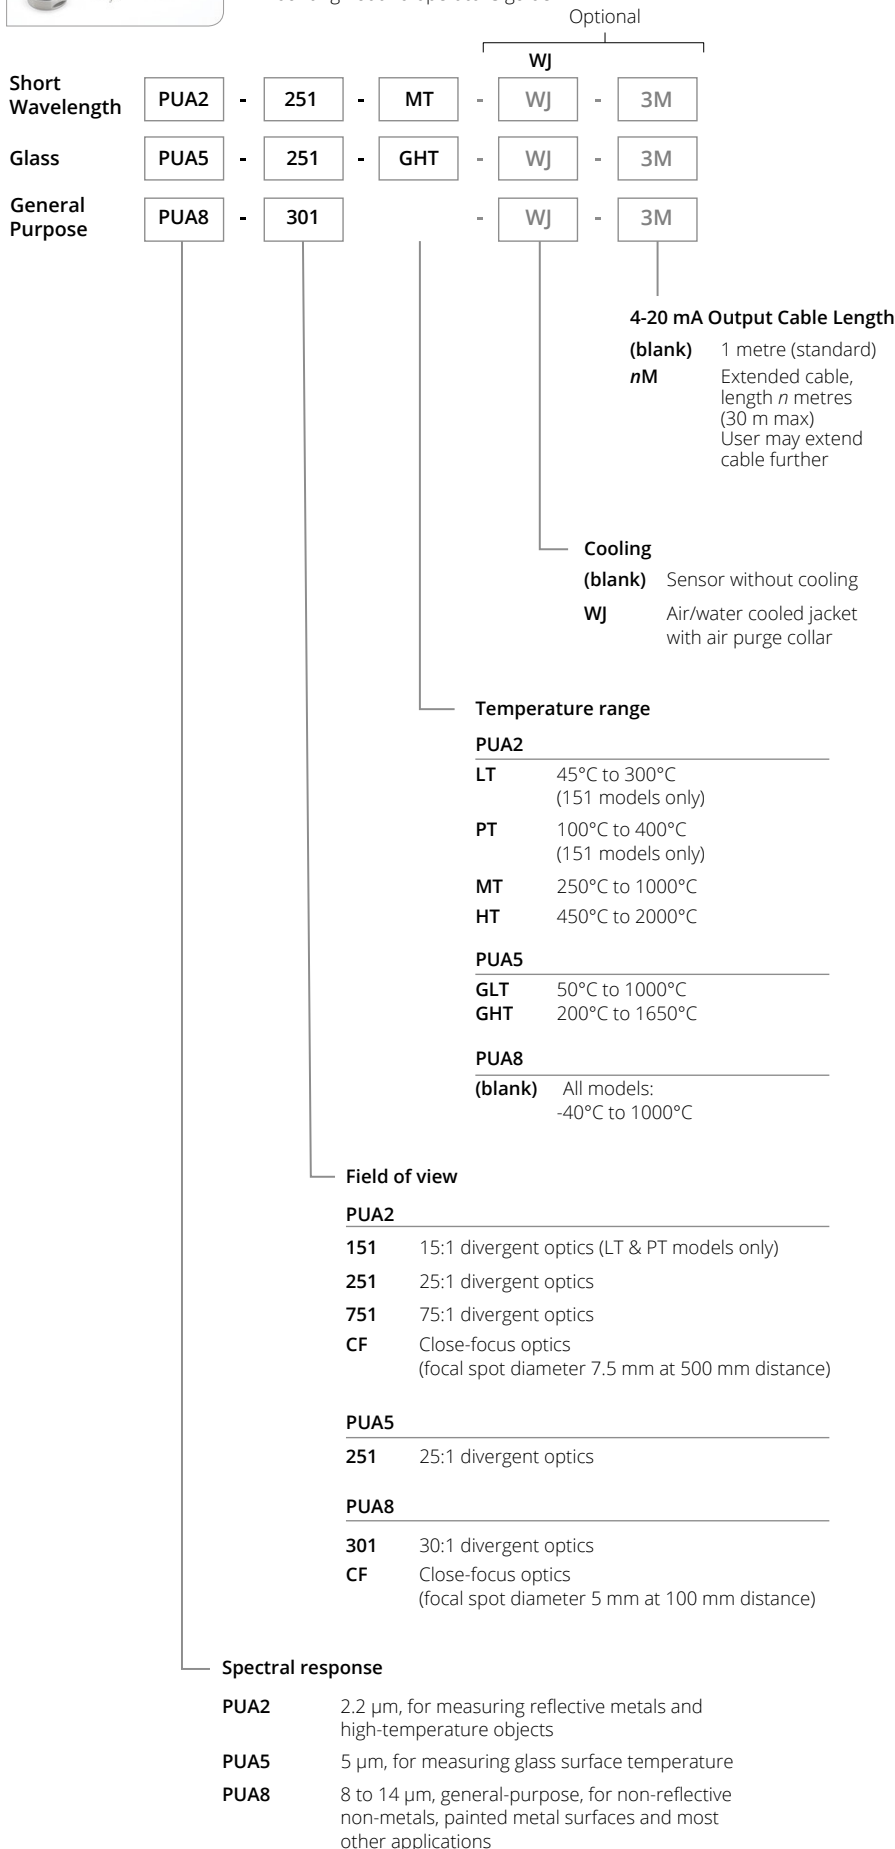 Optional
WJ
Short
Wavelength PUA2 - 251 - MT - WJ - 3M
Glass PUA5 - 251 - GHT - WJ - 3M
General
Purpose PUA8 - 301 - WJ - 3M
4-20 mA Output Cable Length
(blank) 1 metre (standard)
nM Extended cable,
length n metres
(30 m max)
User may extend
cable further
Cooling
(blank) Sensor without cooling
WJ Air/water cooled jacket
with air purge collar
Temperature range
PUA2
LT 45°C to 300°C
(151 models only)
PT 100°C to 400°C
(151 models only)
MT 250°C to 1000°C
HT 450°C to 2000°C
PUA5
GLT 50°C to 1000°C
GHT 200°C to 1650°C
PUA8
(blank) All models:
-40°C to 1000°C
Field of view
PUA2
151 15:1 divergent optics (LT & PT models only)
251 25:1 divergent optics
751 75:1 divergent optics
CF Close-focus optics
(focal spot diameter 7.5 mm at 500 mm distance)
PUA5
251 25:1 divergent optics
PUA8
301 30:1 divergent optics
CF Close-focus optics
(focal spot diameter 5 mm at 100 mm distance)
Spectral response
PUA2 2.2 µm, for measuring reflective metals and
high-temperature objects
PUA5 5 µm, for measuring glass surface temperature
PUA8 8 to 14 µm, general-purpose, for non-reflective
non-metals, painted metal surfaces and most
other applications